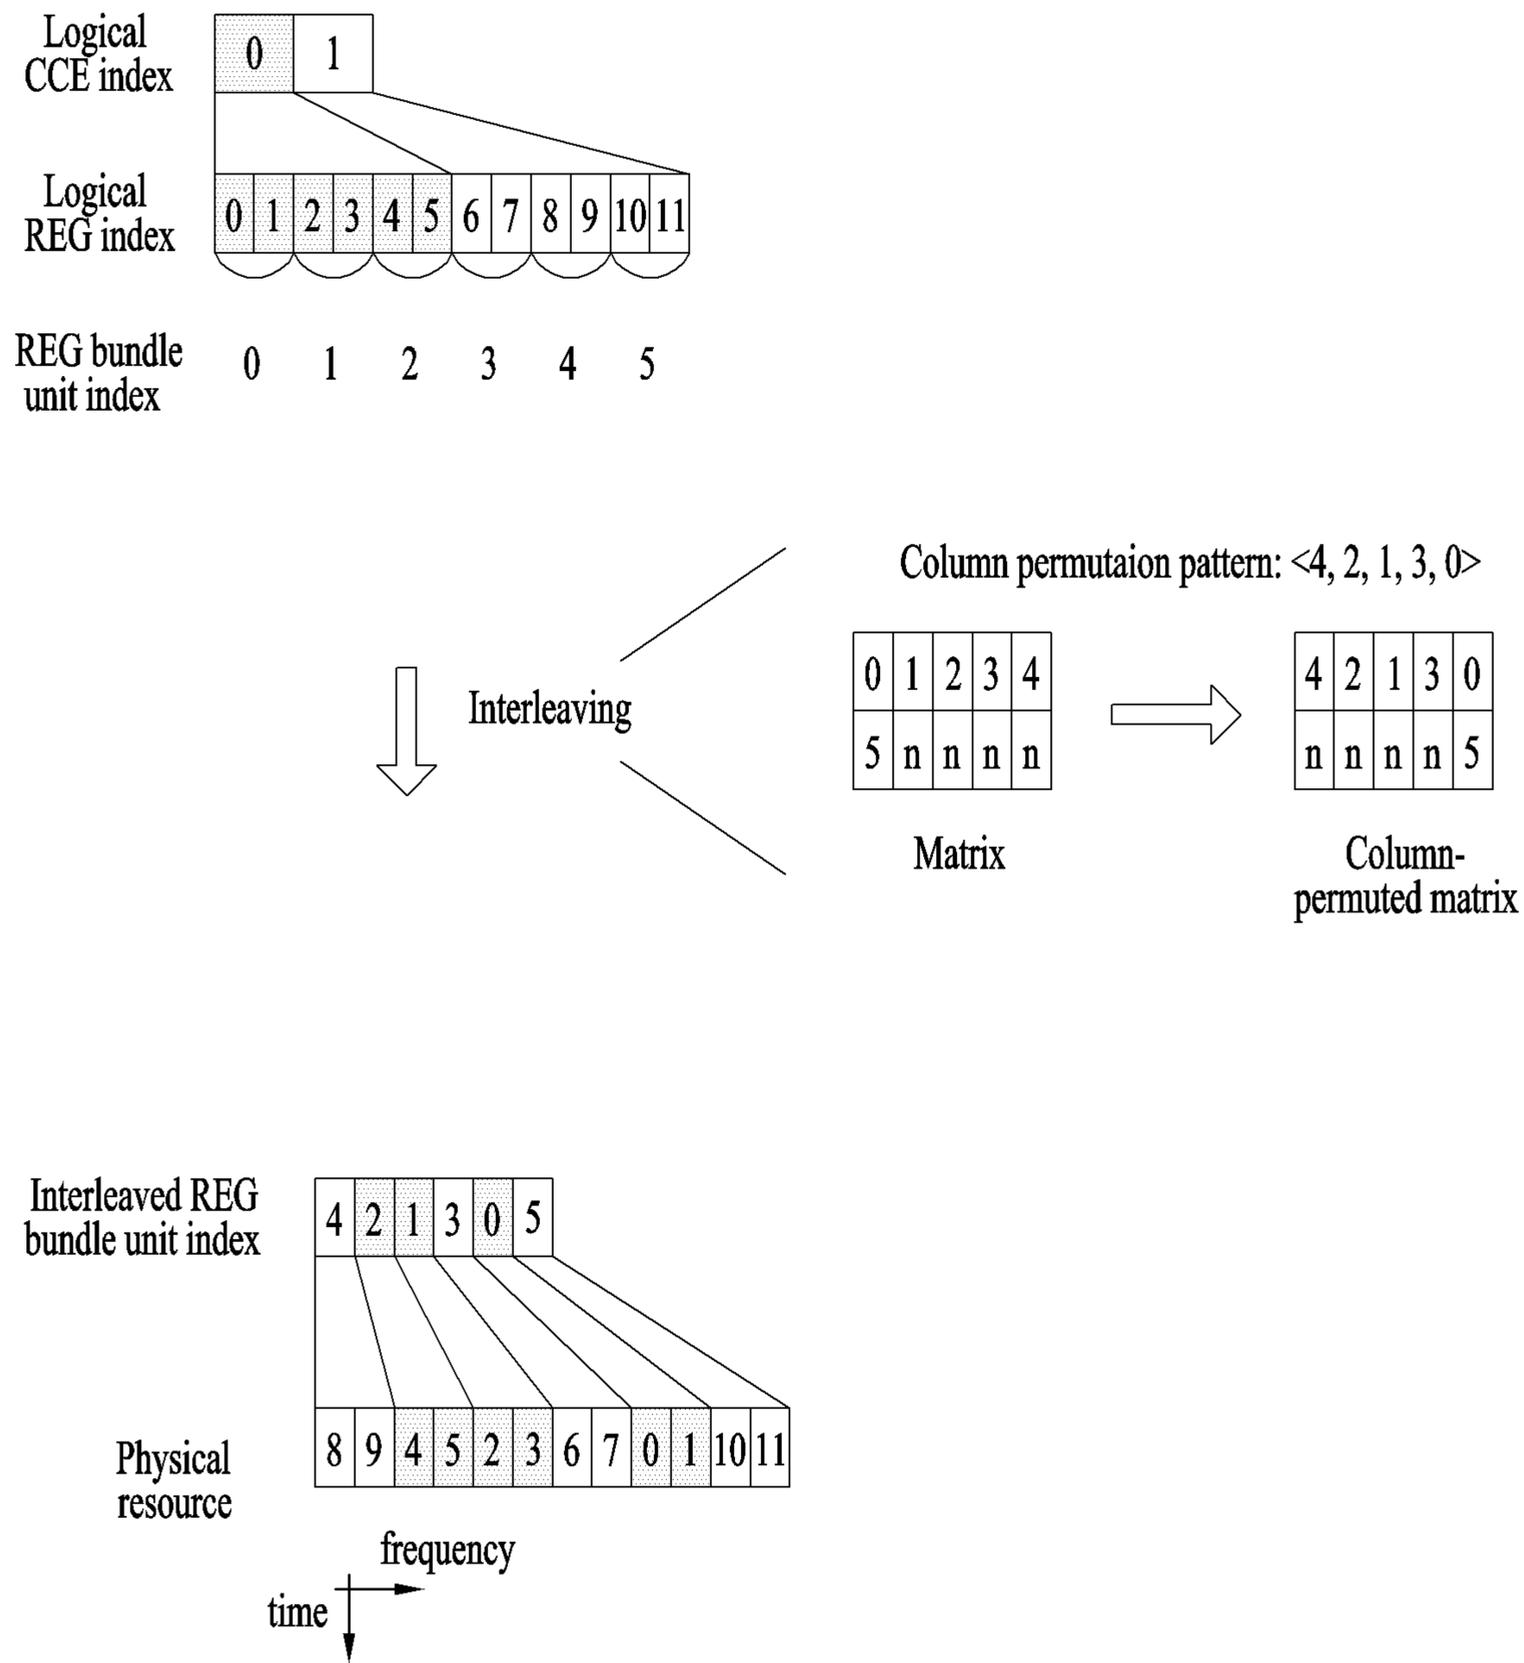 Logical
CCE index
0 1
Logical
REG index
0 1 2 3 4 5 6 7 8 9 10 11
REG bundle
unit index
0 1 2 3 4 5
Column permutaion pattern: <4, 2, 1, 3, 0>
Interleaving
0 1 2 3 4
5 n n n n
Matrix
4 2 1 3 0
n n n n 5
Column-
permuted matrix
Interleaved REG
bundle unit index
4 2 1 3 0 5
Physical
resource
8 9 4 5 2 3 6 7 0 1 10 11
frequency
time